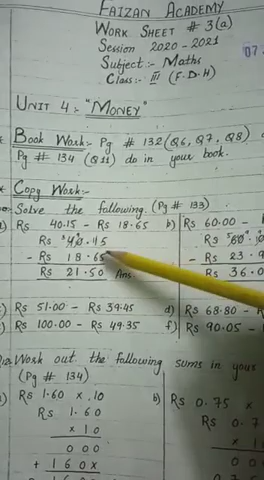 FAIZAN ACADEMY
WORK SHEET # 3(a)
Session 2020-2021
07
Subject:- Maths
Class:- III (F.D.H)
UNIT 4:- "MONEY"
Book Work:- Pg # 132 (Q6, Q7, Q8)
Pg # 134 (Q11) do in your book.
Copy Work:-
Solve the following. (Pg # 133)
Rs 40.15 - Rs 18.65 b) Rs 60.00 -
Rs 40.15
- Rs 18.65 - Rs 23.9
Rs 21.50 Ans. Rs 36.0
Rs 51.00 - Rs 39.45 d) Rs 68.80 - R
Rs 100.00 - Rs 49.35 f) Rs 90.05 -
Work out the following sums in your
(Pg # 134)
Rs 1.60 x 10 b) Rs 0.75 x
Rs 1.60 Rs 0.7
x 10 x 1
000 00
+ 160x